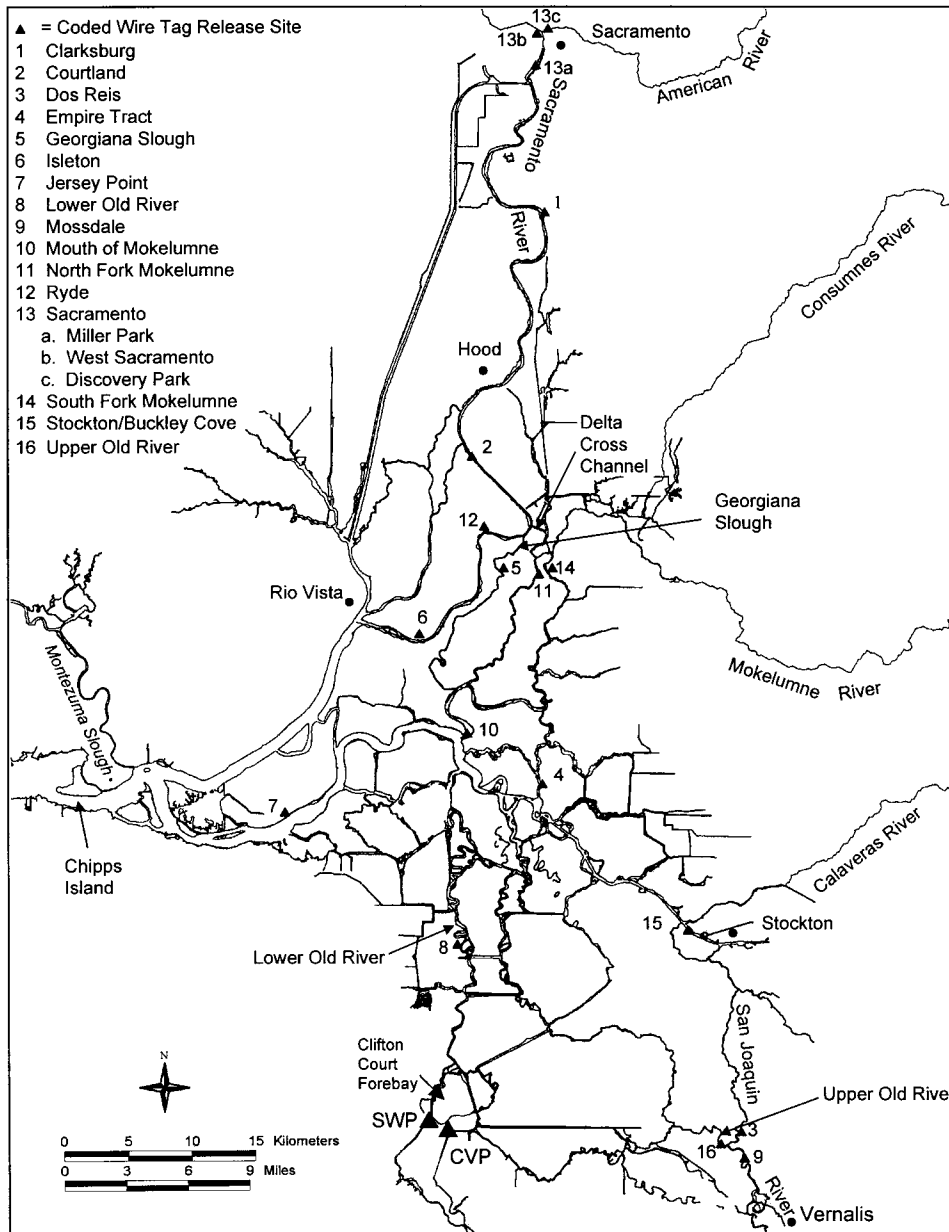 ▲ = Coded Wire Tag Release Site
1 Clarksburg
2 Courtland
3 Dos Reis
4 Empire Tract
5 Georgiana Slough
6 Isleton
7 Jersey Point
8 Lower Old River
9 Mossdale
10 Mouth of Mokelumne
11 North Fork Mokelumne
12 Ryde
13 Sacramento
a. Miller Park
b. West Sacramento
c. Discovery Park
14 South Fork Mokelumne
15 Stockton/Buckley Cove
16 Upper Old River
13c
13b
Sacramento
13a
American River
Sacramento
River
1
Consumnes River
Hood
2
Delta
Cross
Channel
Georgiana
Slough
12
5
14
11
Rio Vista
6
Mokelumne River
Montezuma Slough
10
4
7
Chipps
Island
Calaveras River
15
Stockton
Lower Old River
8
San Joaquin
Clifton
Court
Forebay
N
SWP
CVP
Upper Old Rive
3
16
9
River
Vernalis
0 5 10 15 Kilometers
0 3 6 9 Miles